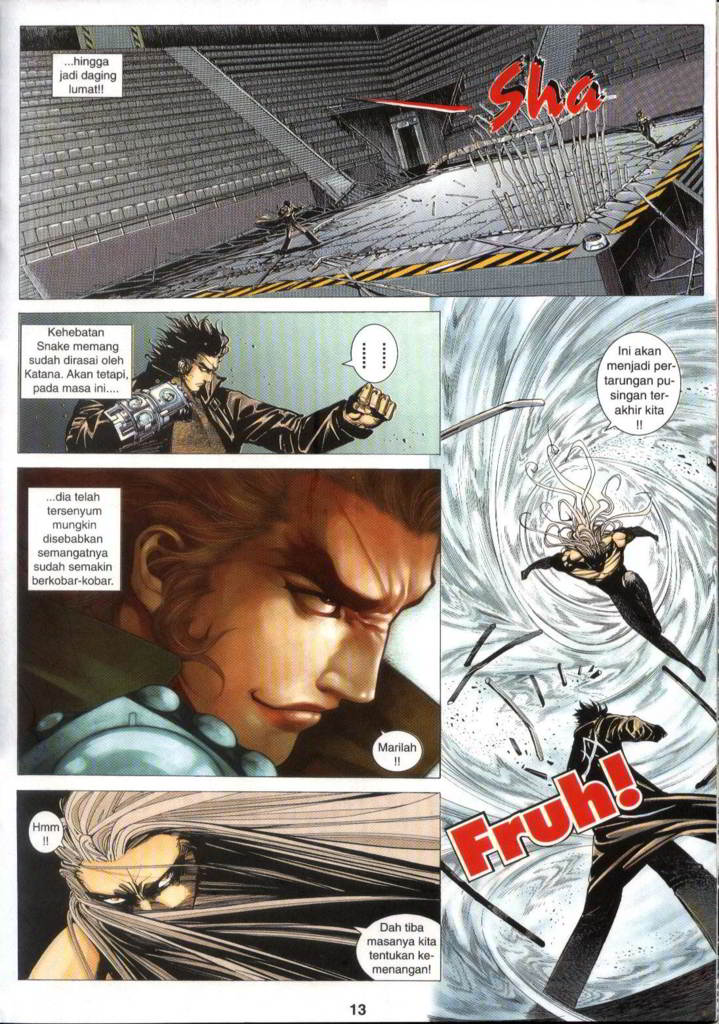 ...hingga
jadi daging
lumat!!
Sha
Kehebatan
Snake memang
sudah dirasai oleh
Katana. Akan tetapi,
pada masa ini....
...dia telah
tersenyum
mungkin
disebabkan
semangatnya
sudah semakin
berkobar-kobar.
Marilah
!!
Hmm
!!
Dah tiba
masanya kita
tentukan ke-
menangan!
Ini akan
menjadi per-
tarungan pu-
singan ter-
akhir kita
!!
Fruh!
13